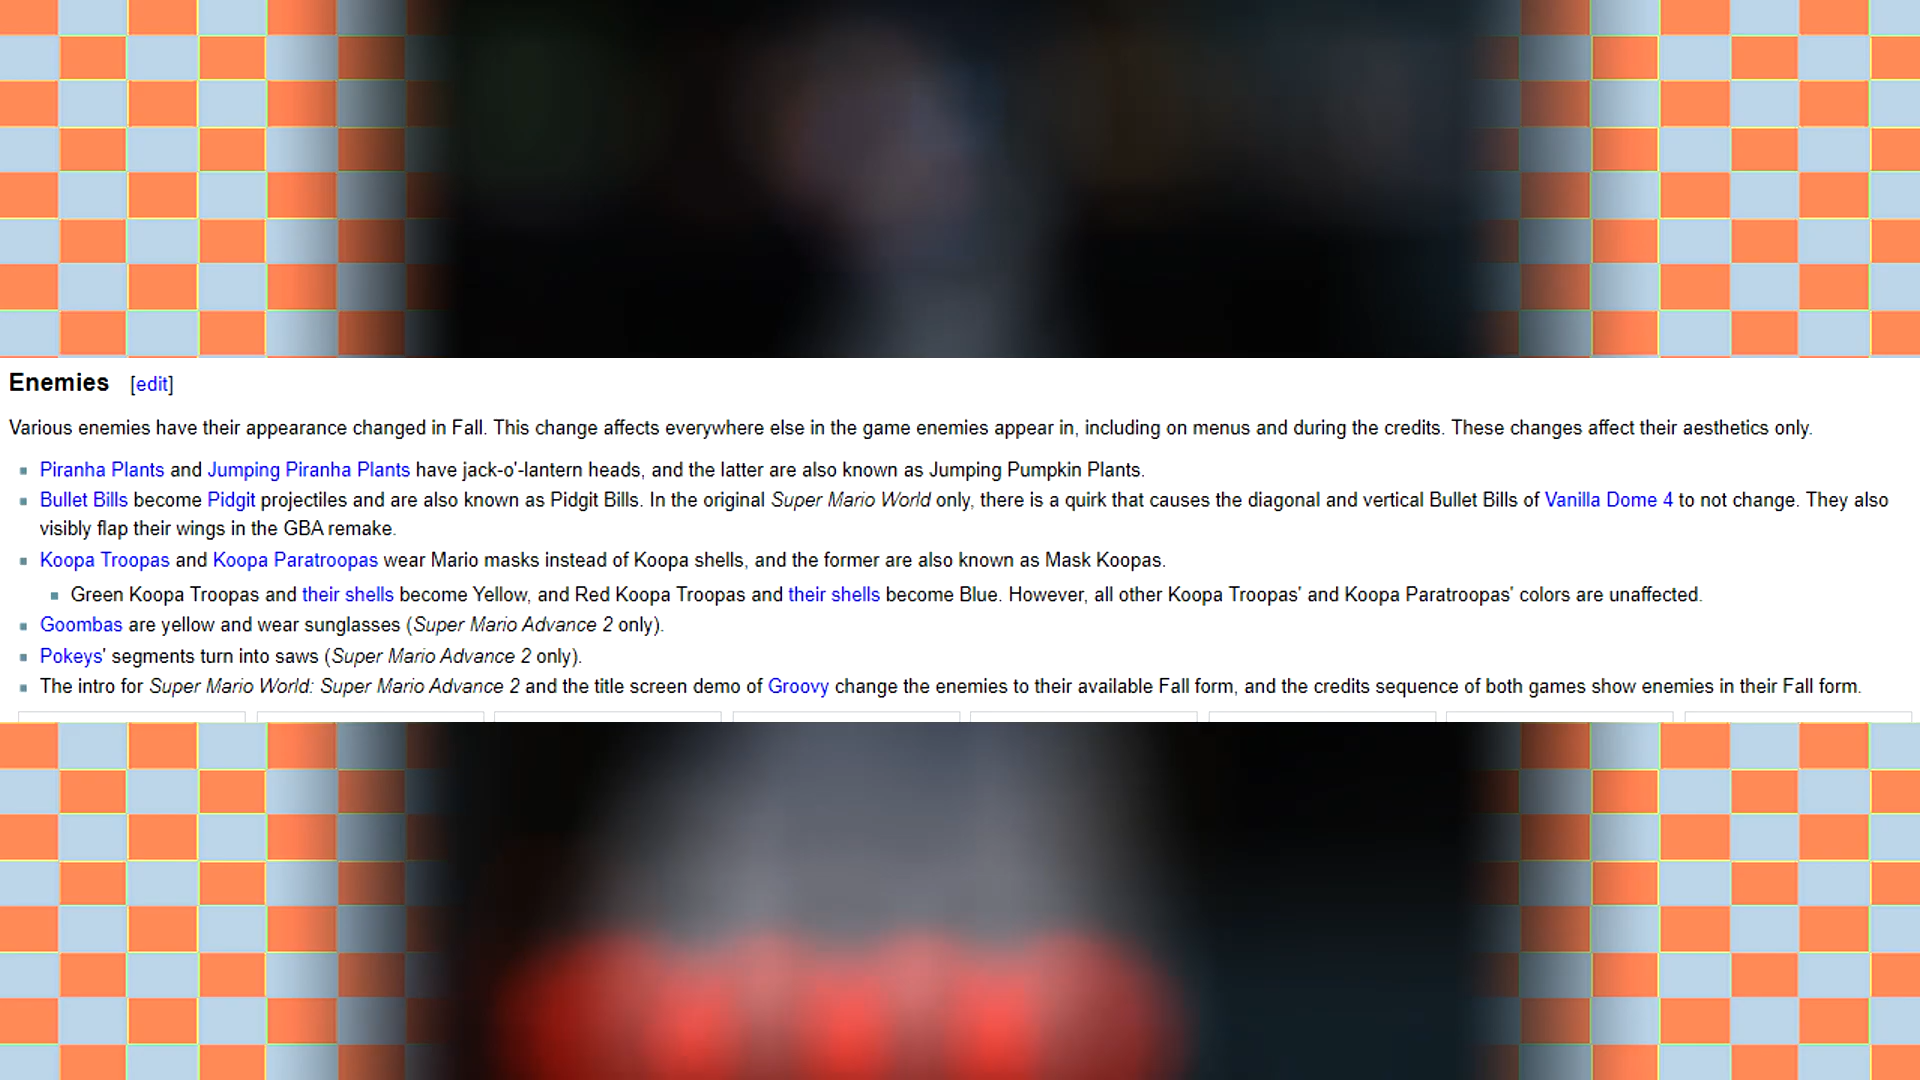 Enemies [edit]
Various enemies have their appearance changed in Fall. This change affects everywhere else in the game enemies appear in, including on menus and during the credits. These changes affect their aesthetics only.
Piranha Plants and Jumping Piranha Plants have jack-o'-lantern heads, and the latter are also known as Jumping Pumpkin Plants.
Bullet Bills become Pidgit projectiles and are also known as Pidgit Bills. In the original Super Mario World only, there is a quirk that causes the diagonal and vertical Bullet Bills of Vanilla Dome 4 to not change. They also
visibly flap their wings in the GBA remake.
Koopa Troopas and Koopa Paratroopas wear Mario masks instead of Koopa shells, and the former are also known as Mask Koopas.
Green Koopa Troopas and their shells become Yellow, and Red Koopa Troopas and their shells become Blue. However, all other Koopa Troopas' and Koopa Paratroopas' colors are unaffected.
Goombas are yellow and wear sunglasses (Super Mario Advance 2 only).
Pokeys' segments turn into saws (Super Mario Advance 2 only).
The intro for Super Mario World: Super Mario Advance 2 and the title screen demo of Groovy change the enemies to their available Fall form, and the credits sequence of both games show enemies in their Fall form.